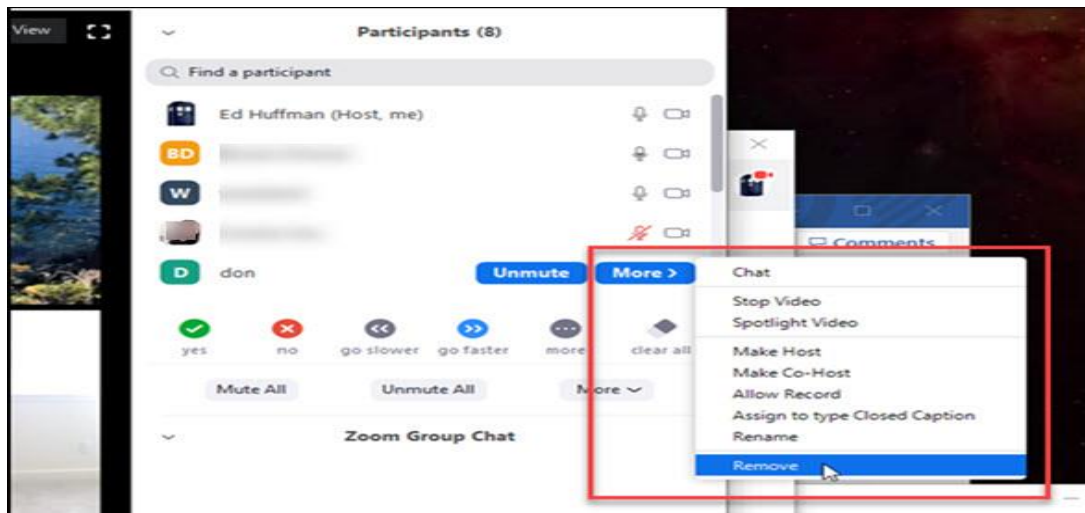 View
Participants (8)
Find a participant
Ed Huffman (Host, me)
BD
W
D don Unmute More >
yes no go slower go faster more clear all
Mute All Unmute All More
Zoom Group Chat
Comments
Chat
Stop Video
Spotlight Video
Make Host
Make Co-Host
Allow Record
Assign to type Closed Caption
Rename
Remove